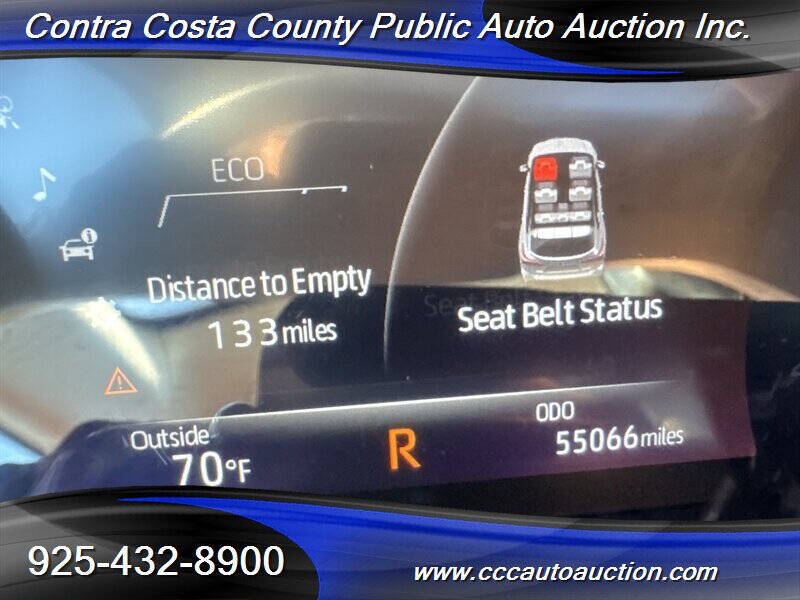 Contra Costa County Public Auto Auction Inc.
ECO
Distance to Empty
133 miles
Seat Belt Status
Outside
70°F
R
ODO
55066 miles
925-432-8900
www.cccautoauction.com